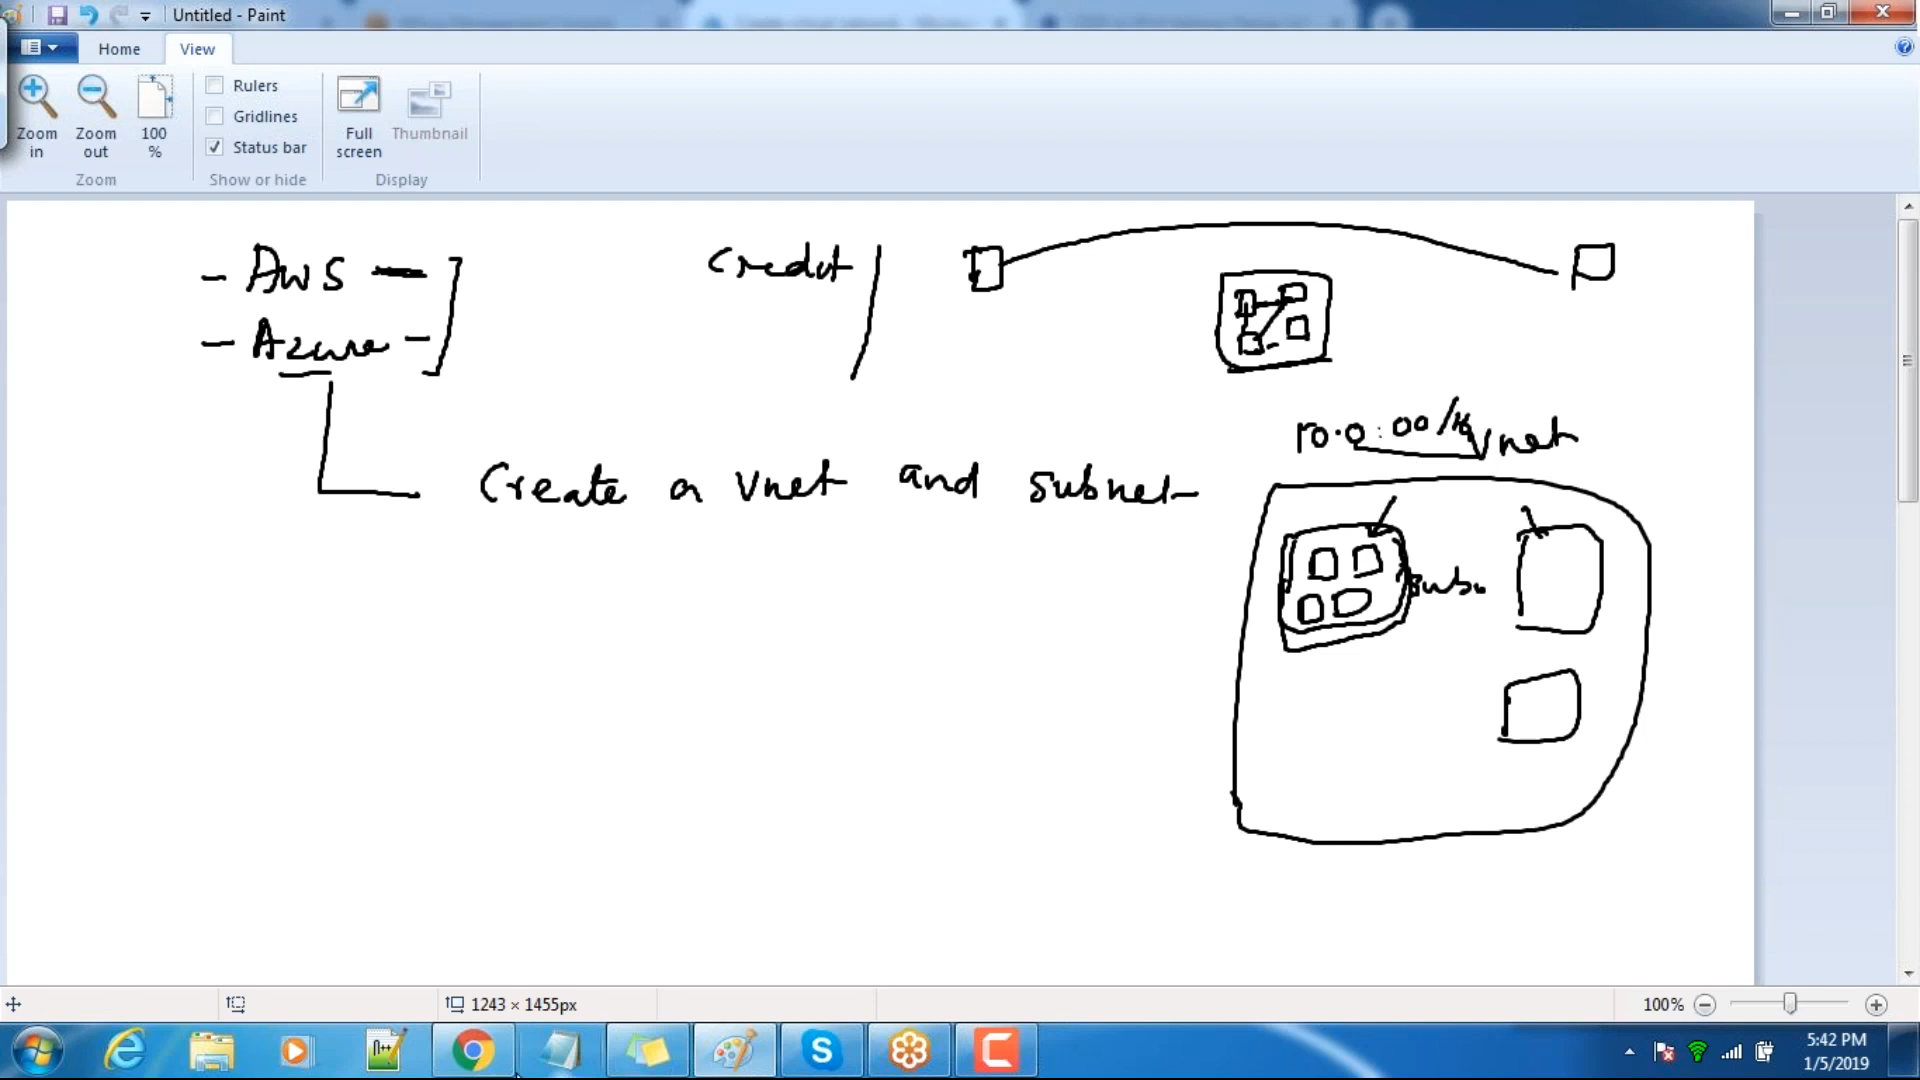 Untitled - Paint
Home
View
Zoom in
Zoom out
100 %
Zoom
Rulers
Gridlines
Status bar
Show or hide
Full screen
Thumbnail
Display
- AWS -
- Azure -
Credit
10.0.00/16
Vnet
Create a Vnet and subnet
Subn
1243 × 1455px
100%
5:42 PM
1/5/2019